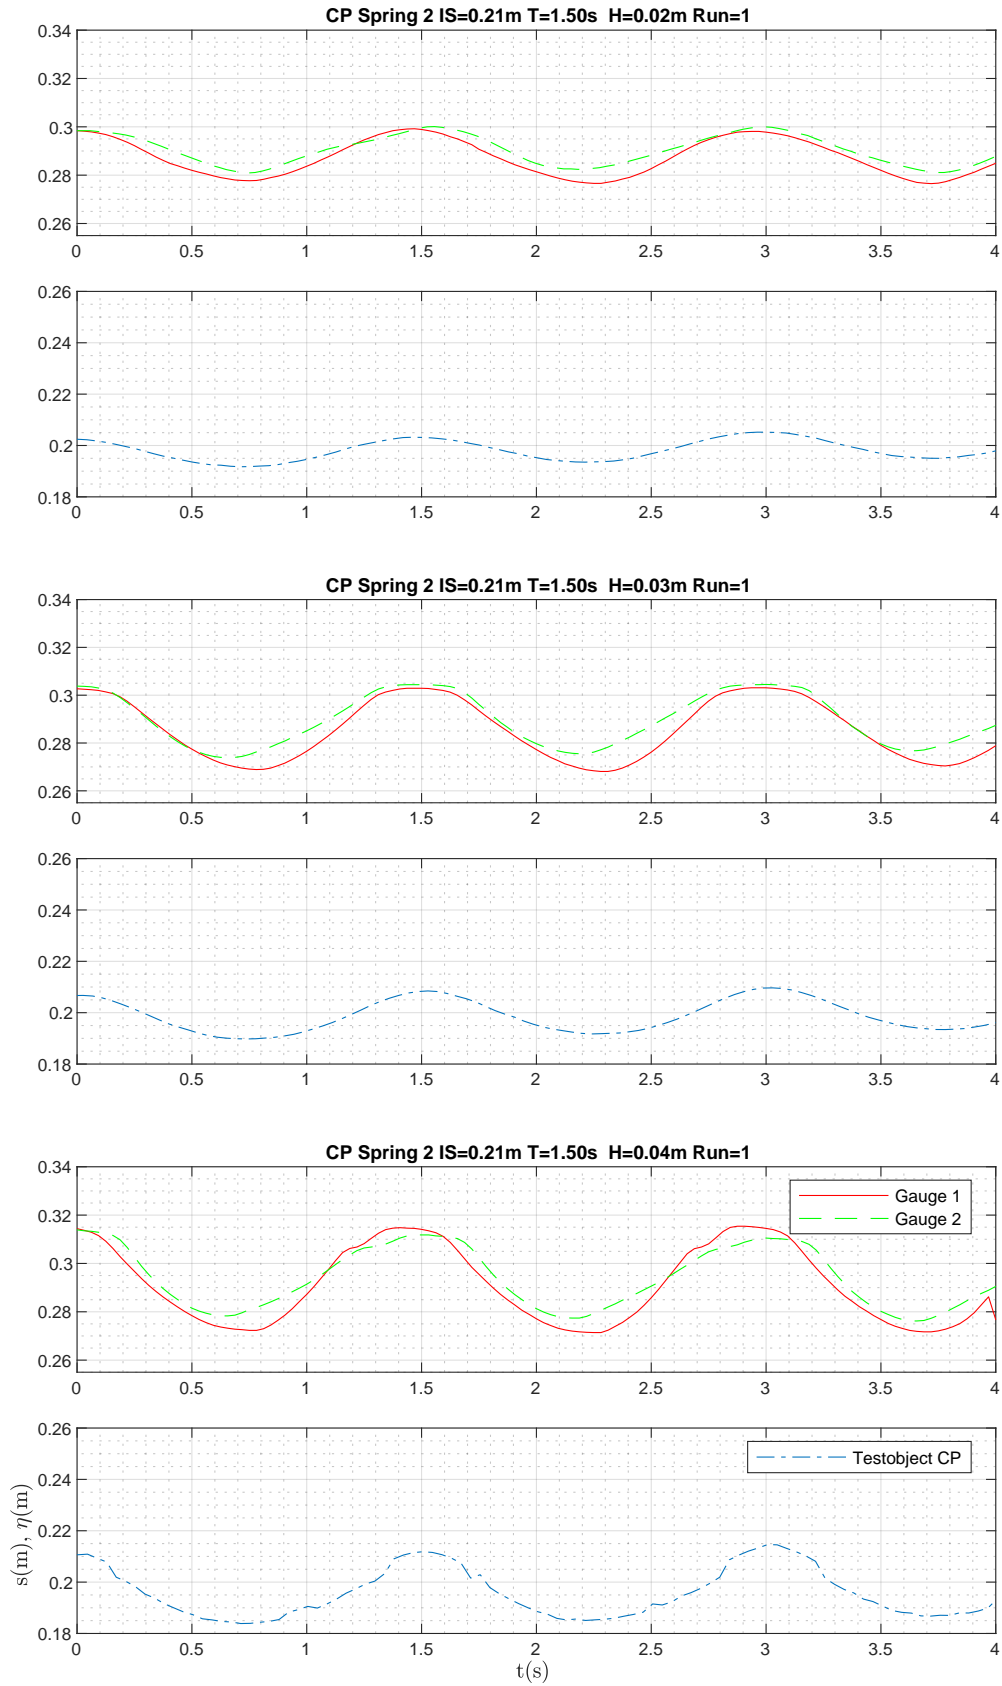 CP Spring 2 IS=0.21m T=1.50s H=0.02m Run=1
0.34
0.32
0.3
0.28
0.26
0 0.5 1 1.5 2 2.5 3 3.5 4
0.26
0.24
0.22
0.2
0.18
0 0.5 1 1.5 2 2.5 3 3.5 4
CP Spring 2 IS=0.21m T=1.50s H=0.03m Run=1
0.34
0.32
0.3
0.28
0.26
0 0.5 1 1.5 2 2.5 3 3.5 4
0.26
0.24
0.22
0.2
0.18
0 0.5 1 1.5 2 2.5 3 3.5 4
CP Spring 2 IS=0.21m T=1.50s H=0.04m Run=1
0.34
Gauge 1
Gauge 2
0.32
0.3
0.28
0.26
0 0.5 1 1.5 2 2.5 3 3.5 4
0.26
Testobject CP
0.24
0.22
0.2
0.18
s(m), η(m)
0 0.5 1 1.5 2 2.5 3 3.5 4
t(s)